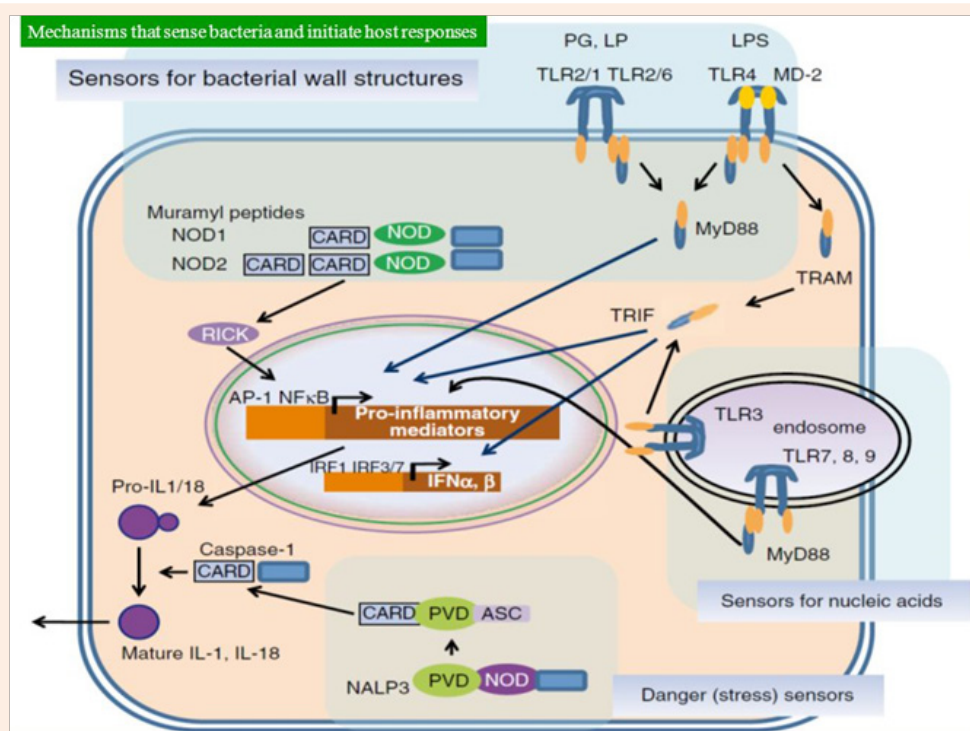 Mechanisms that sense bacteria and initiate host responses
Sensors for bacterial wall structures
PG, LP
TLR2/1 TLR2/6
LPS
TLR4 MD-2
Muramyl peptides
NOD1
CARD
NOD
NOD2
CARD
CARD
NOD
MyD88
TRAM
TRIF
RICK
AP-1 NFκB
Pro-inflammatory
mediators
IRF1 IRF3/7
IFNα, β
TLR3
endosome
TLR7, 8, 9
MyD88
Sensors for nucleic acids
Pro-IL1/18
Caspase-1
CARD
Mature IL-1, IL-18
CARD
PVD
ASC
NALP3
PVD
NOD
Danger (stress) sensors